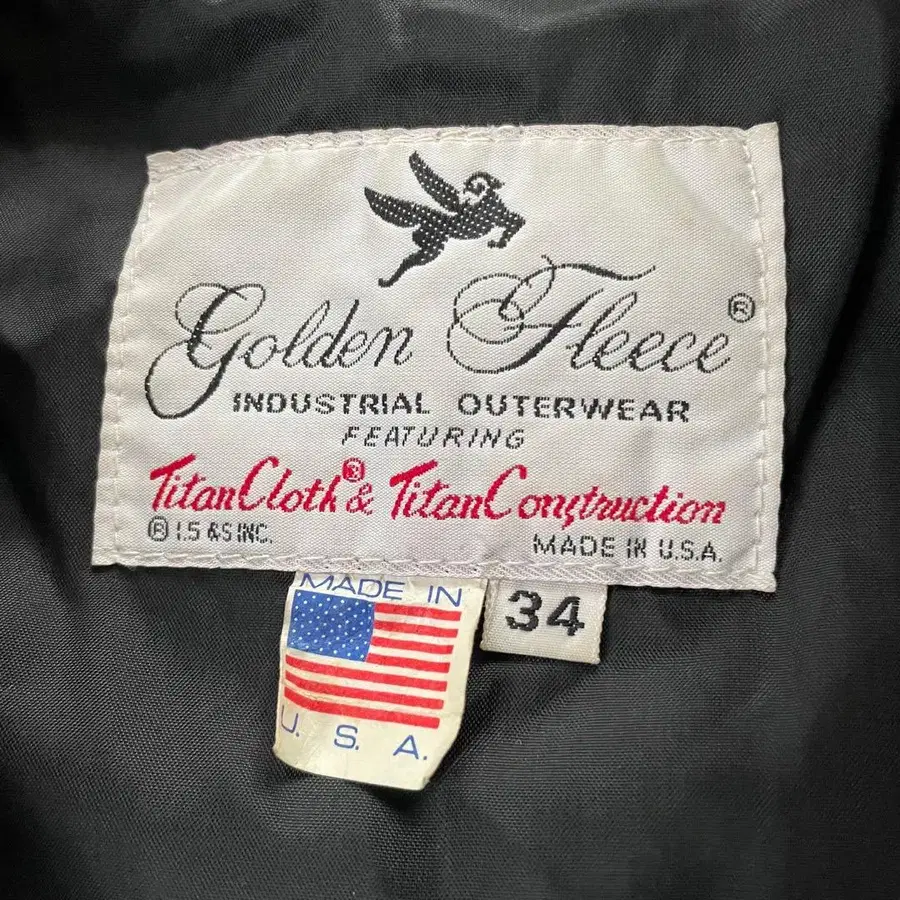 Golden Fleece®
INDUSTRIAL OUTERWEAR
FEATURING
TitanCloth® & TitanConstruction
® I.S &S INC.
MADE IN U.S.A.
MADE IN
U. S. A.
34